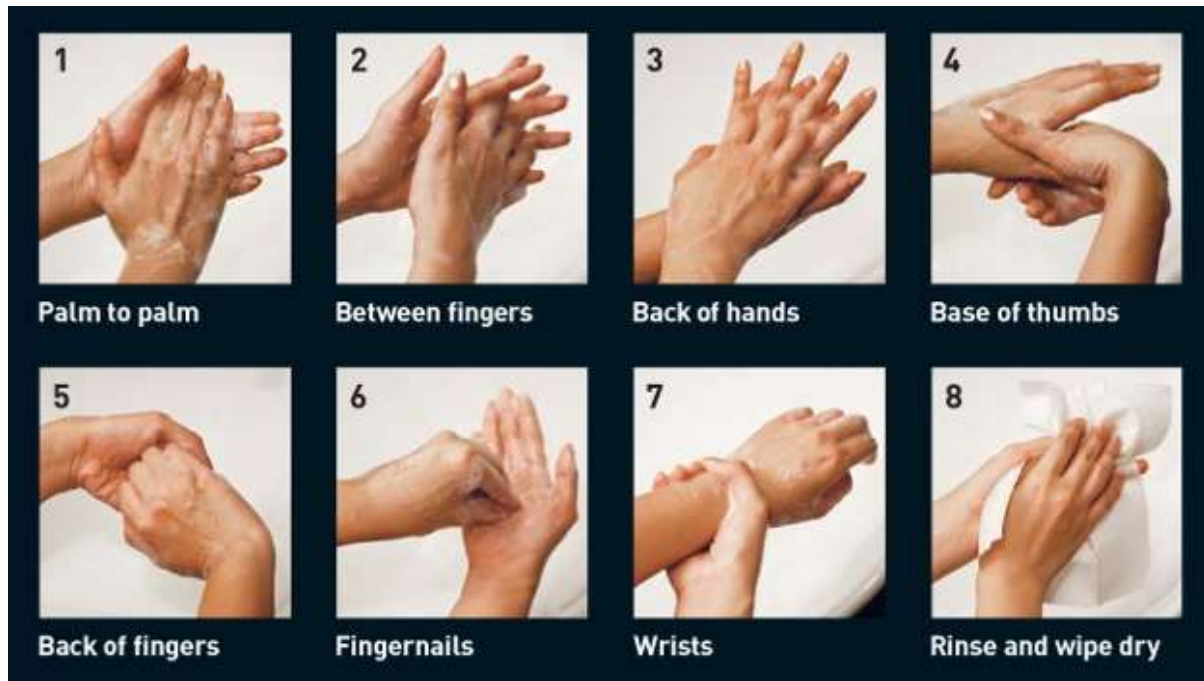 1
Palm to palm
2
Between fingers
3
Back of hands
4
Base of thumbs
5
Back of fingers
6
Fingernails
7
Wrists
8
Rinse and wipe dry